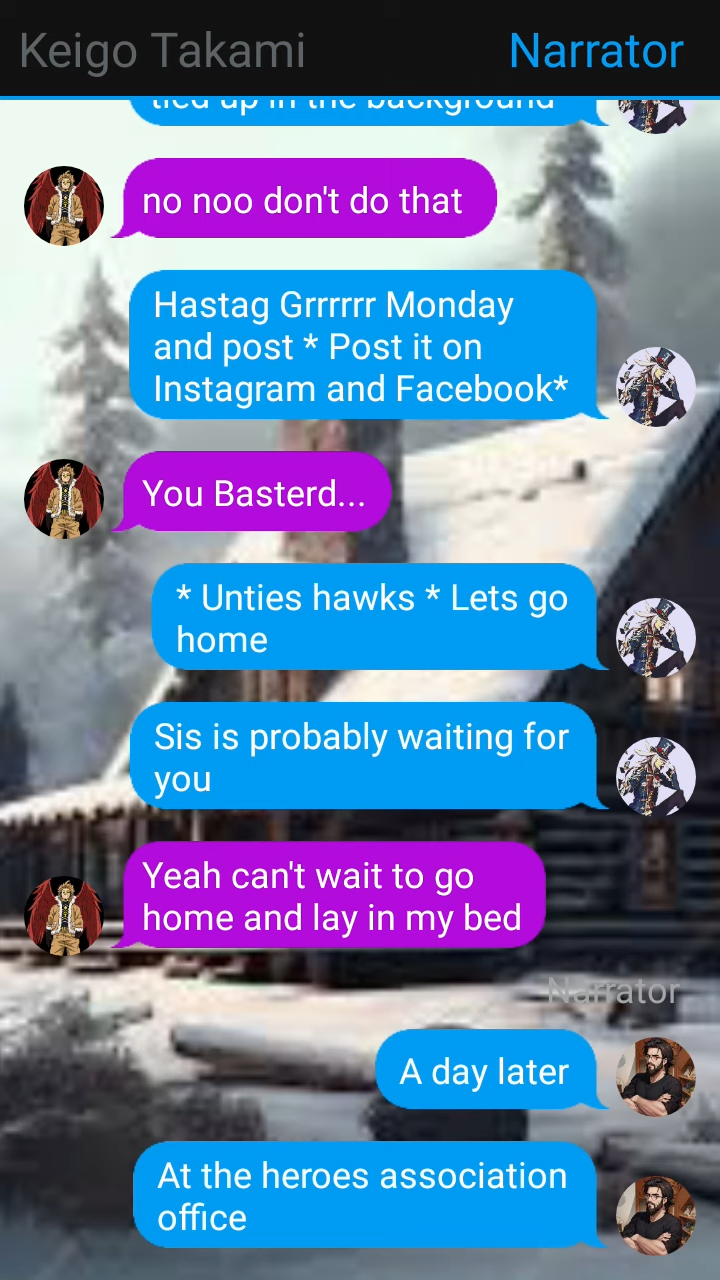 Keigo Takami
Narrator
tied up in the background
no noo don't do that
Hastag Grrrrrr Monday
and post * Post it on
Instagram and Facebook*
You Basterd...
* Unties hawks * Lets go
home
Sis is probably waiting for
you
Yeah can't wait to go
home and lay in my bed
Narrator
A day later
At the heroes association
office